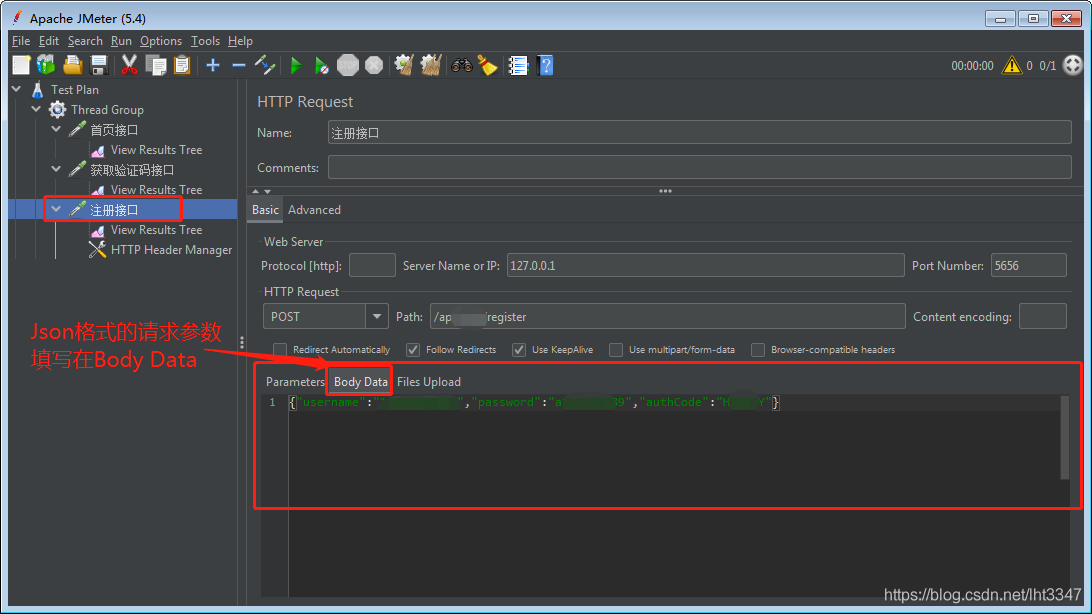 Apache JMeter (5.4)
File Edit Search Run Options Tools Help
STOP
00:00:00 0 0/1
Test Plan
Thread Group
首页接口
View Results Tree
获取验证码接口
View Results Tree
注册接口
View Results Tree
HTTP Header Manager
Json格式的请求参数
填写在Body Data
HTTP Request
Name: 注册接口
Comments:
Basic Advanced
Web Server
Protocol [http]: Server Name or IP: 127.0.0.1 Port Number: 5656
HTTP Request
POST Path: /ap register Content encoding:
Redirect Automatically Follow Redirects Use KeepAlive Use multipart/form-data Browser-compatible headers
Parameters Body Data Files Upload
1 {"username":" ","password":"a 39","authCode":"H Y"}
https://blog.csdn.net/lht3347